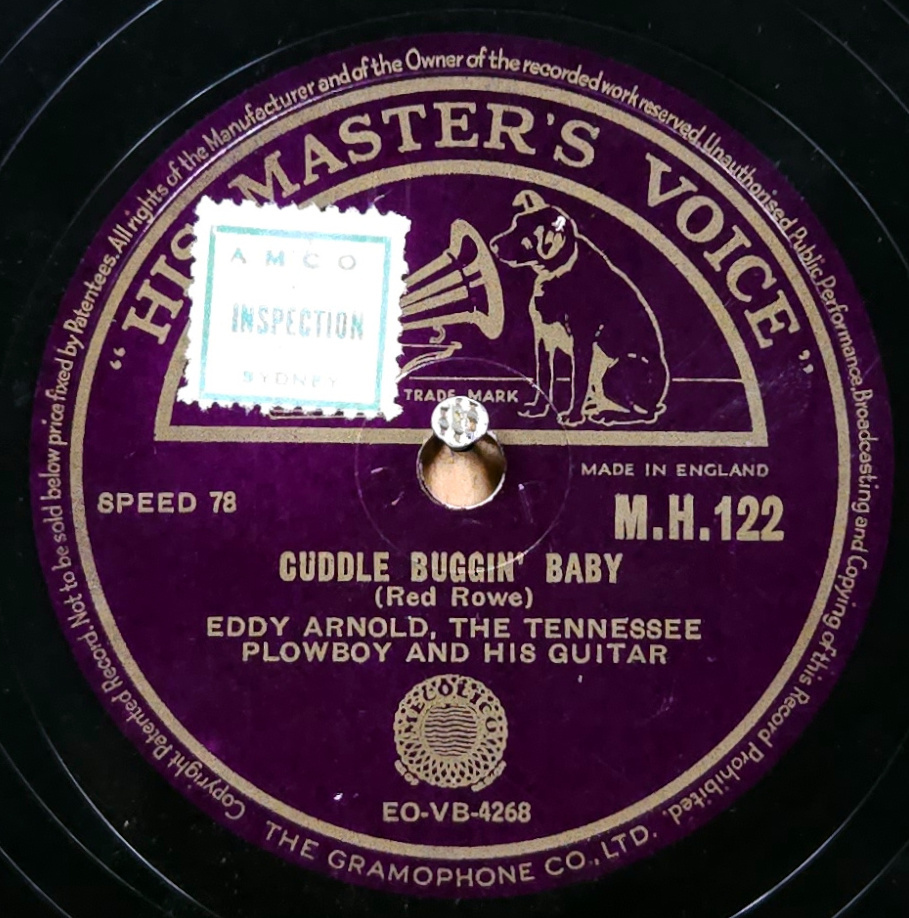 Copyright Patented Record. Not to be sold below price fixed by Patentees. All rights of the Manufacturer and of the Owner of the recorded work reserved. Unauthorised Public Performance, Broadcasting and Copying of this Record Prohibited.
"HIS MASTER'S VOICE"
AMCO
INSPECTION
SYDNEY
TRADE MARK
MADE IN ENGLAND
SPEED 78
M.H.122
CUDDLE BUGGIN' BABY
(Red Rowe)
EDDY ARNOLD, THE TENNESSEE
PLOWBOY AND HIS GUITAR
EO-VB-4268
THE GRAMOPHONE CO., LTD.